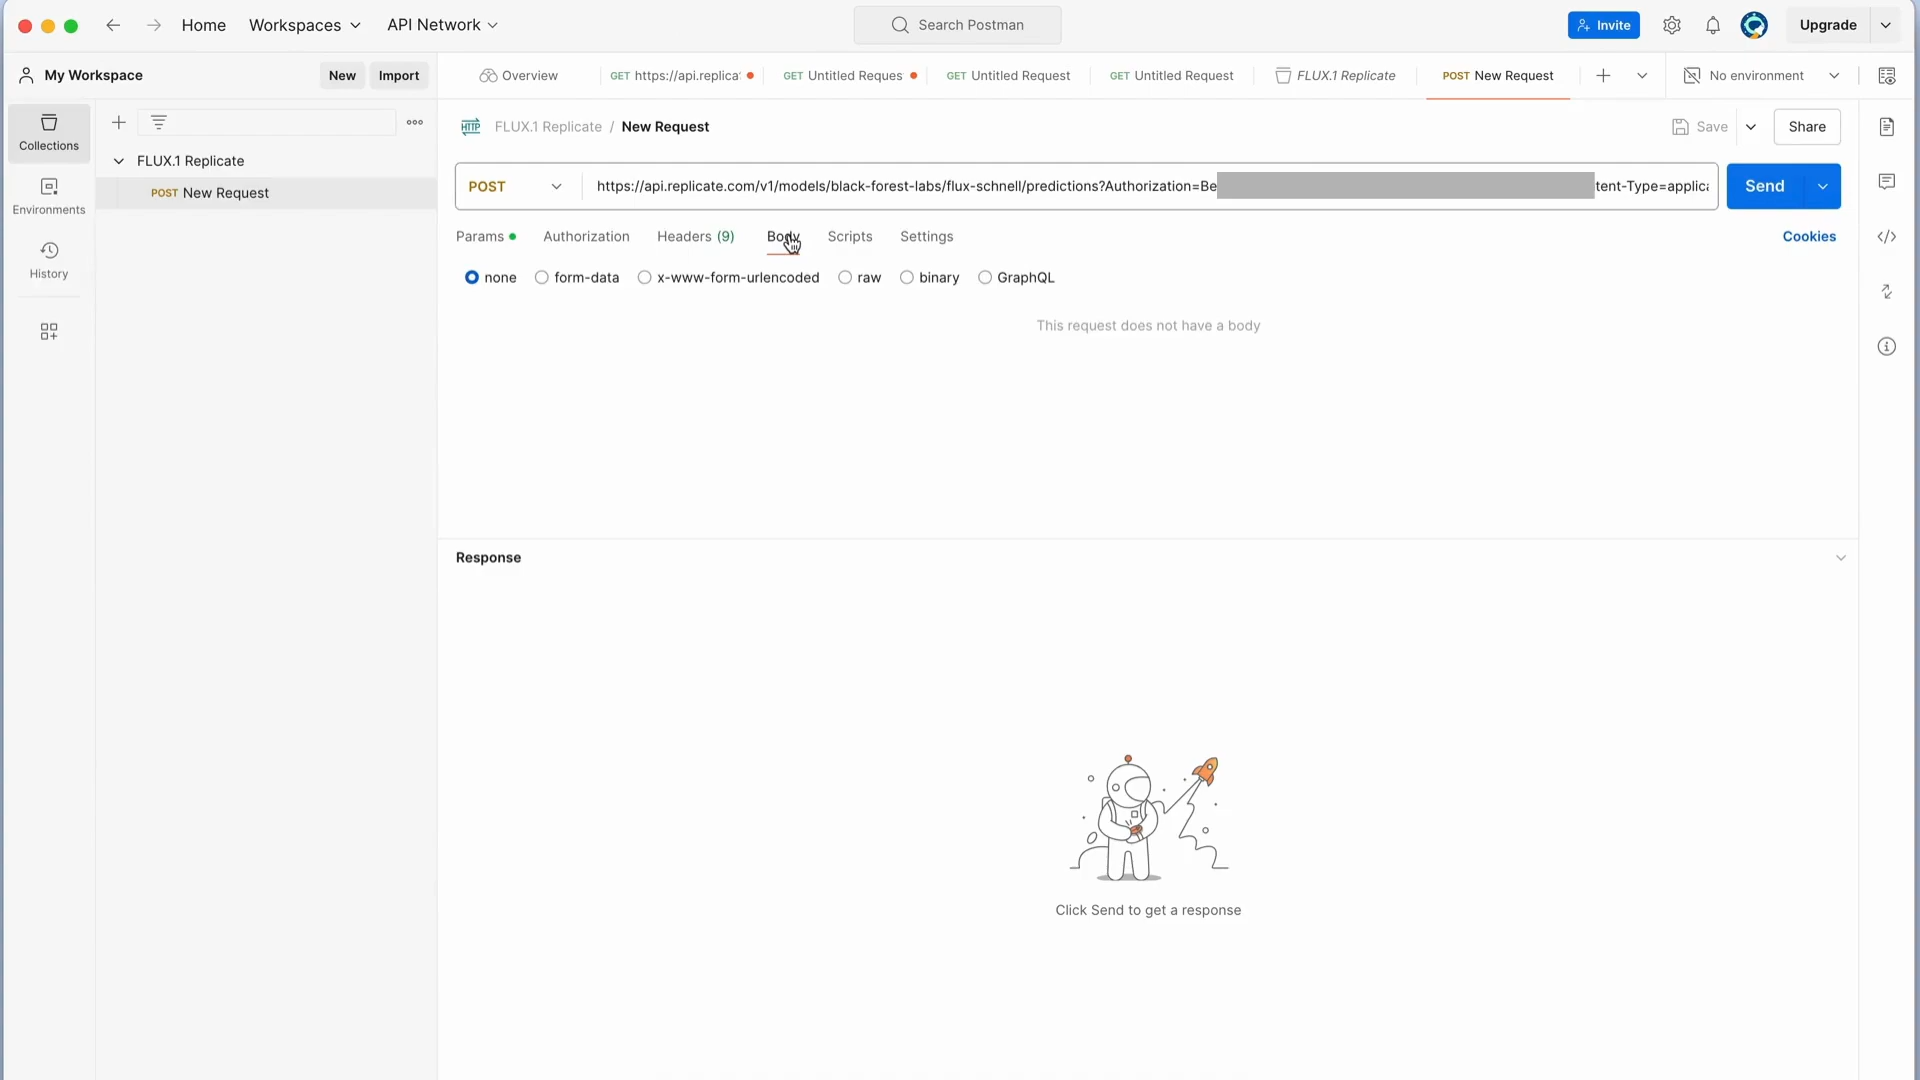 Home Workspaces API Network Search Postman Invite Upgrade
My Workspace New Import Overview GET https://api.replica GET Untitled Reques GET Untitled Request GET Untitled Request FLUX.1 Replicate POST New Request No environment
Collections
Environments
History
FLUX.1 Replicate
POST New Request
HTTP FLUX.1 Replicate / New Request Save Share
POST https://api.replicate.com/v1/models/black-forest-labs/flux-schnell/predictions?Authorization=Be tent-Type=applica Send
Params Authorization Headers (9) Body Scripts Settings Cookies
none form-data x-www-form-urlencoded raw binary GraphQL
This request does not have a body
Response
Click Send to get a response